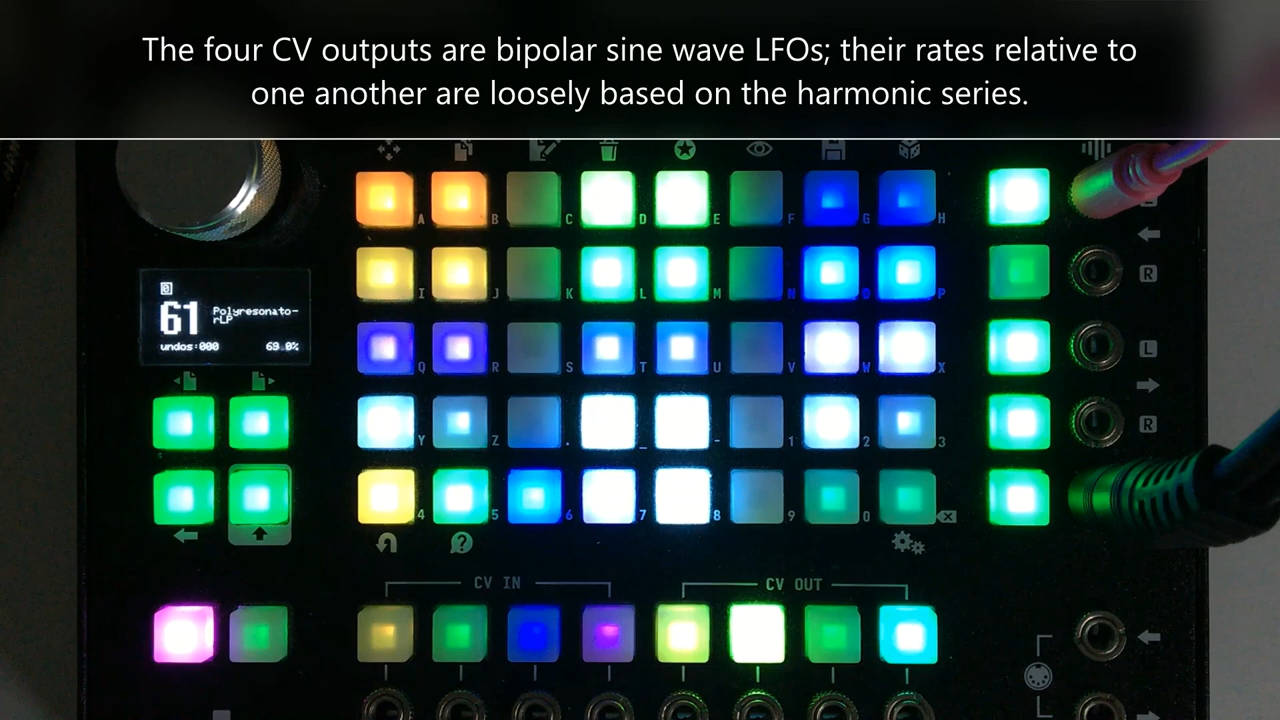 The four CV outputs are bipolar sine wave LFOs; their rates relative to
one another are loosely based on the harmonic series.
A B C D E F G H
I J K L M N O P
R
61 Polyresonato-
rLP
undos:000 69.0%
Q R S T U V W X
L
Y Z . _ - 1 2 3
R
4 5 6 7 8 9 0
CV IN CV OUT